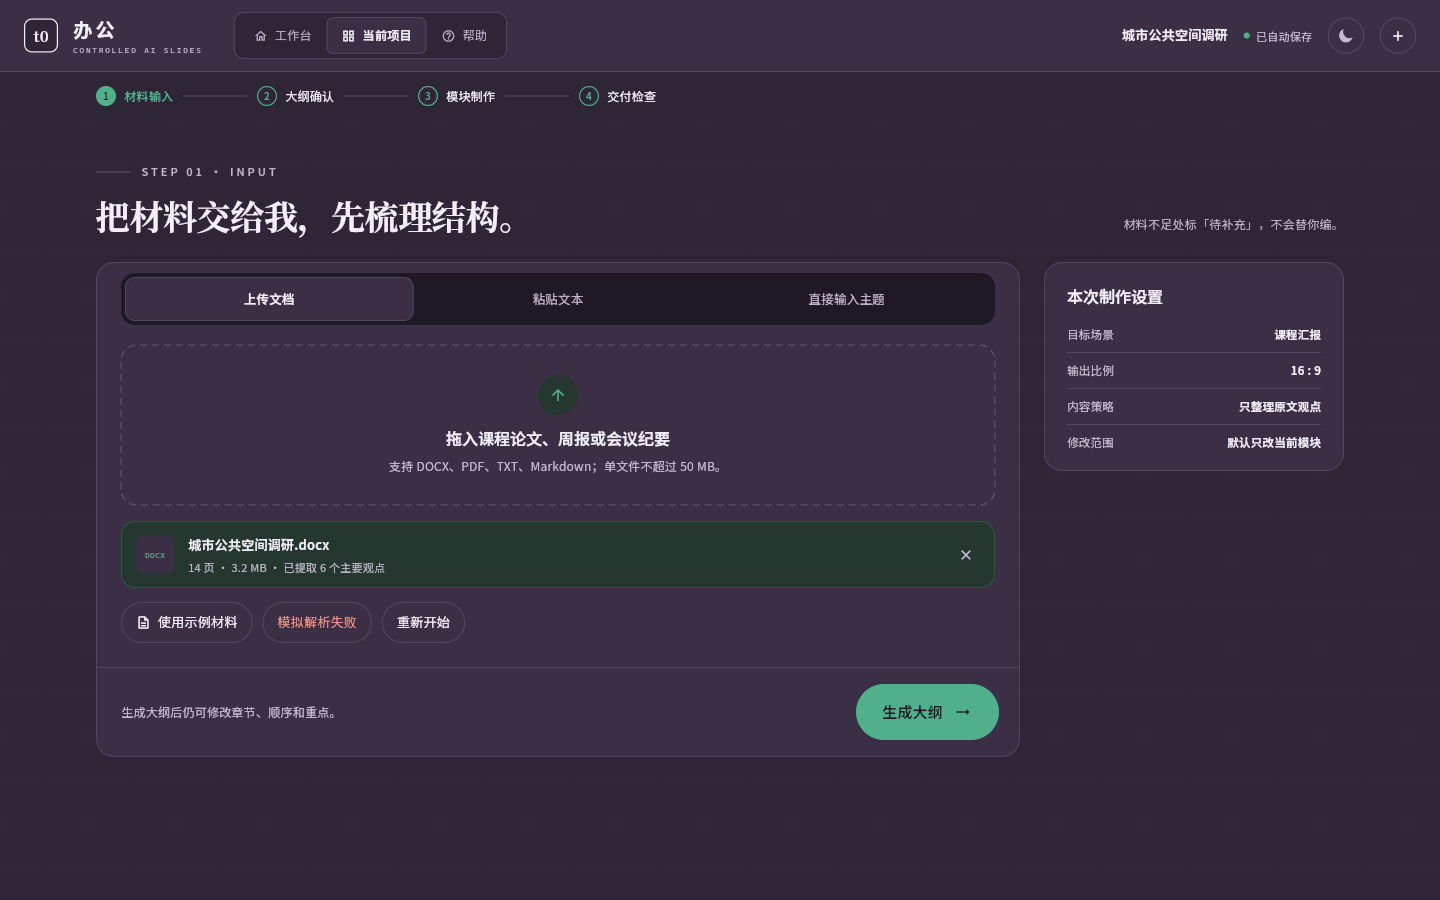 t0
办公
CONTROLLED AI SLIDES
工作台
当前项目
帮助
城市公共空间调研
已自动保存
1 材料输入
2 大纲确认
3 模块制作
4 交付检查
STEP 01 · INPUT
把材料交给我，先梳理结构。
材料不足处标「待补充」，不会替你编。
上传文档
粘贴文本
直接输入主题
拖入课程论文、周报或会议纪要
支持 DOCX、PDF、TXT、Markdown；单文件不超过 50 MB。
DOCX
城市公共空间调研.docx
14 页 · 3.2 MB · 已提取 6 个主要观点
使用示例材料
模拟解析失败
重新开始
生成大纲后仍可修改章节、顺序和重点。
生成大纲 →
本次制作设置
目标场景 课程汇报
输出比例 16:9
内容策略 只整理原文观点
修改范围 默认只改当前模块